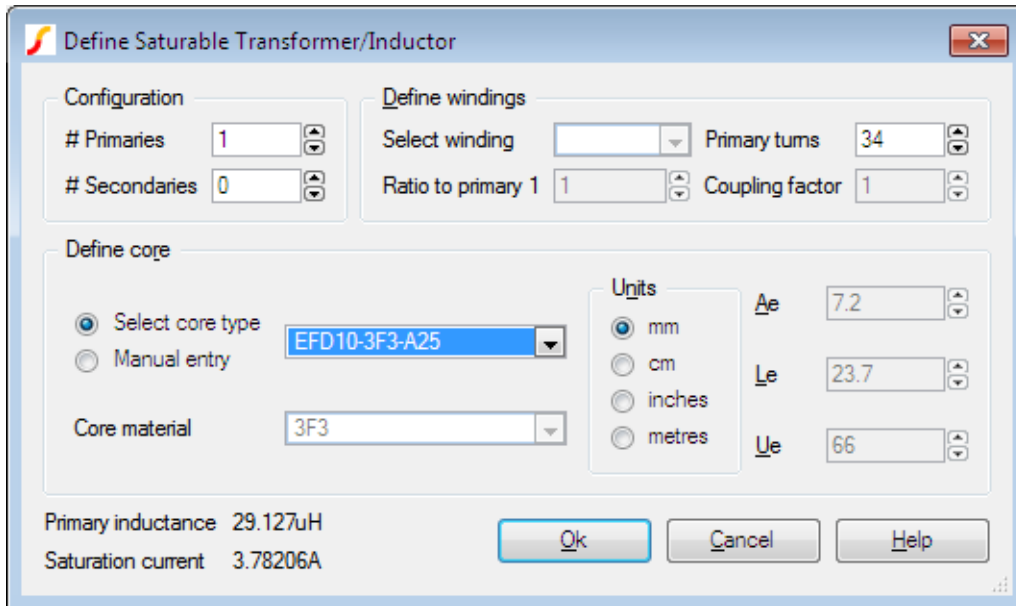 Define Saturable Transformer/Inductor
Configuration
# Primaries 1
# Secondaries 0
Define windings
Select winding
Primary turns 34
Ratio to primary 1 1
Coupling factor 1
Define core
Select core type
Manual entry
EFD10-3F3-A25
Core material 3F3
Units
mm
cm
inches
metres
Ae 7.2
Le 23.7
Ue 66
Primary inductance 29.127uH
Saturation current 3.78206A
Ok Cancel Help